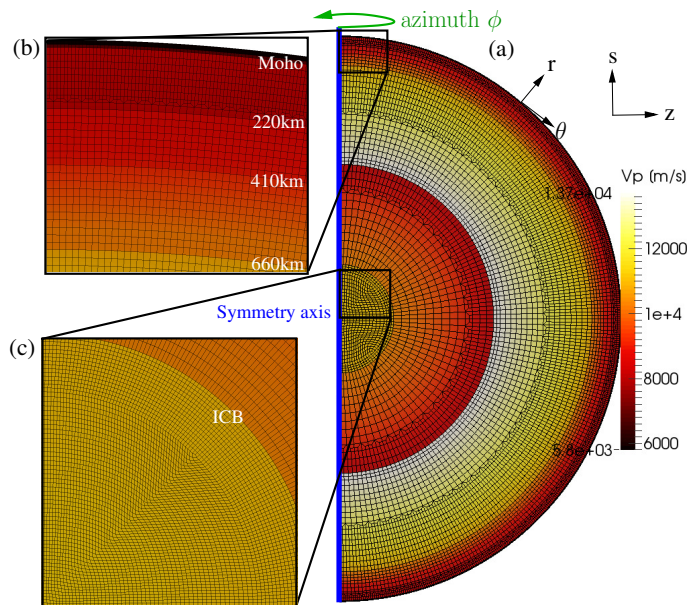 azimuth ϕ
(b)
(a)
Moho
220km
410km
660km
r
θ
s
z
Vp [m/s]
1.37e+04
12000
1e+4
8000
6000
5.8e+03
Symmetry axis
(c)
ICB